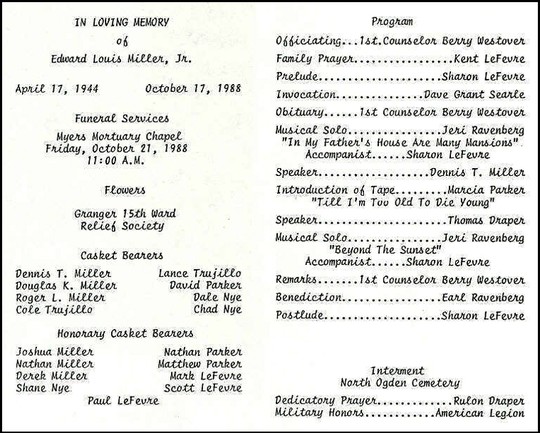 IN LOVING MEMORY
of
Edward Louis Miller, Jr.
April 17, 1944 October 17, 1988
Funeral Services
Myers Mortuary Chapel
Friday, October 21, 1988
11:00 A.M.
Flowers
Granger 15th Ward
Relief Society
Casket Bearers
Dennis T. Miller Lance Trujillo
Douglas K. Miller David Parker
Roger L. Miller Dale Nye
Cole Trujillo Chad Nye
Honorary Casket Bearers
Joshua Miller Nathan Parker
Nathan Miller Matthew Parker
Derek Miller Mark LeFevre
Shane Nye Scott LeFevre
Paul LeFevre
Program
Officiating...1st.Counselor Berry Westover
Family Prayer................Kent LeFevre
Prelude.....................Sharon LeFevre
Invocation...............Dave Grant Searle
Obituary......1st Counselor Berry Westover
Musical Solo................Jeri Ravenberg
"In My Father's House Are Many Mansions"
Accompanist.....Sharon LeFevre
Speaker...................Dennis T. Miller
Introduction of Tape.........Marcia Parker
"Till I'm Too Old To Die Young"
Speaker......................Thomas Draper
Musical Solo................Jeri Ravenberg
"Beyond The Sunset"
Accompanist......Sharon LeFevre
Remarks.......1st Counselor Berry Westover
Benediction.................Earl Ravenberg
Postlude....................Sharon LeFevre
Interment
North Ogden Cemetery
Dedicatory Prayer.............Rulon Draper
Military Honors............American Legion